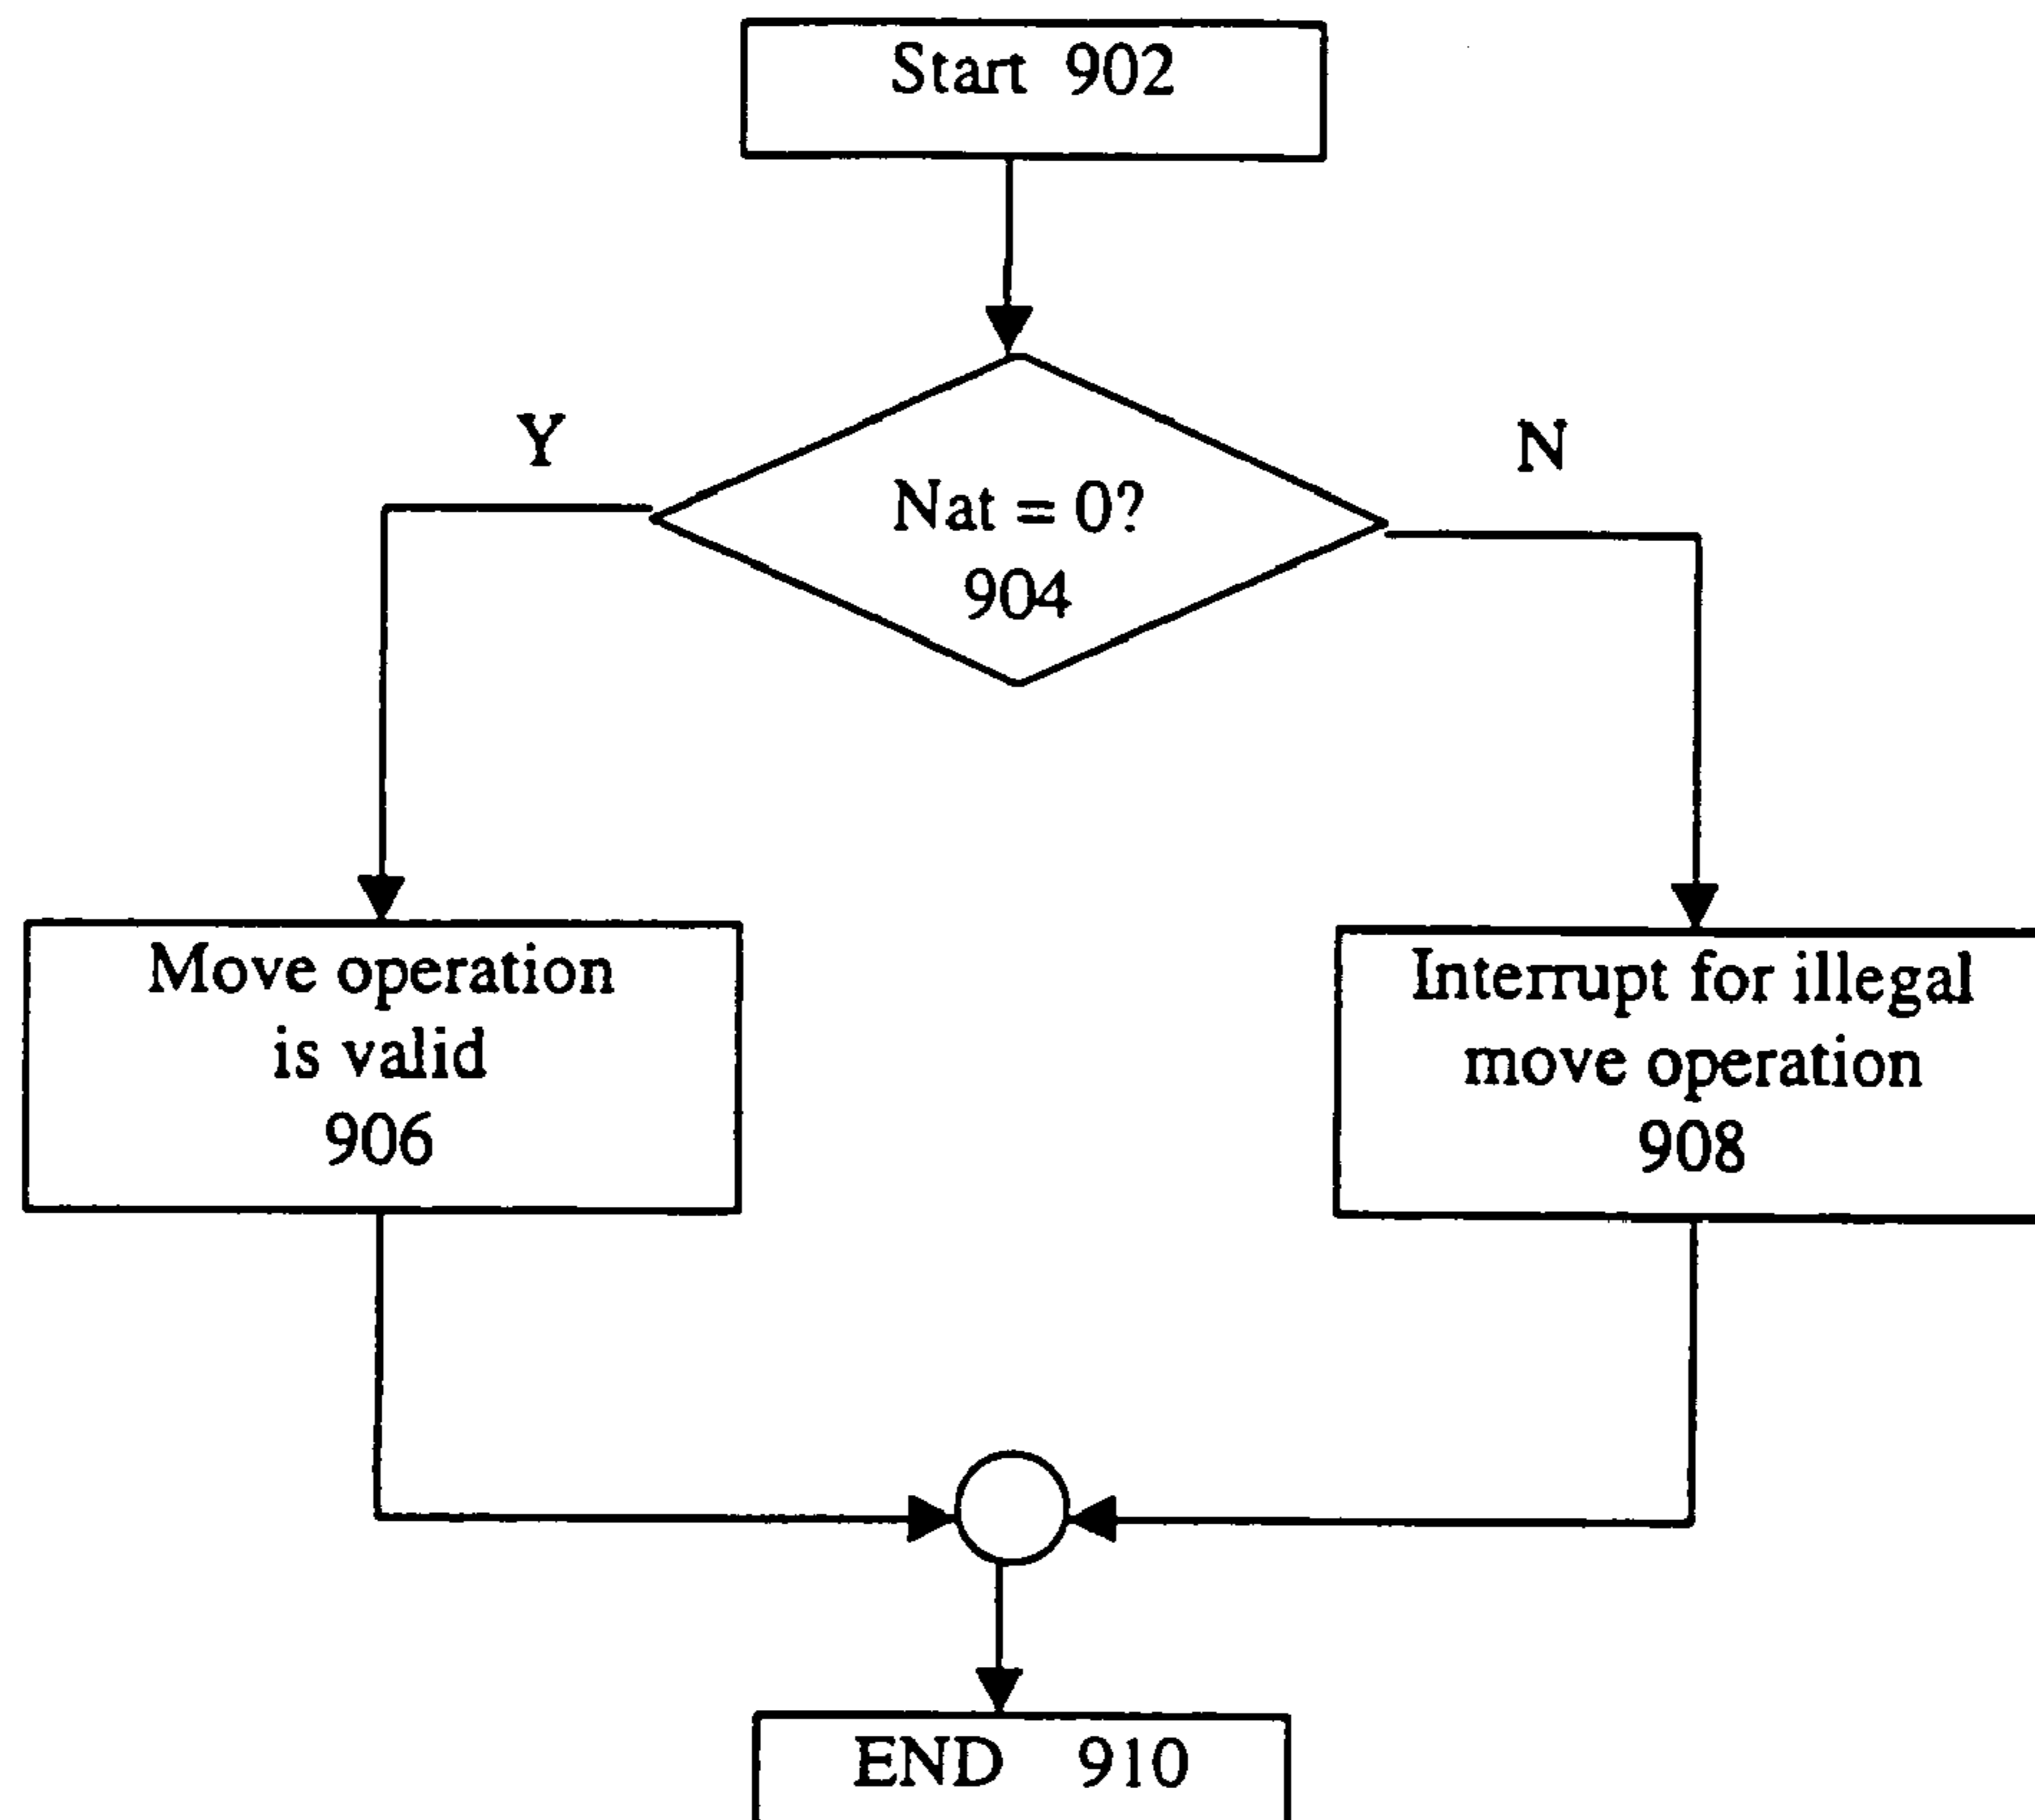 Start 902
Y
N
Nat = 0?
904
Move operation
is valid
906
Interrupt for illegal
move operation
908
END 910